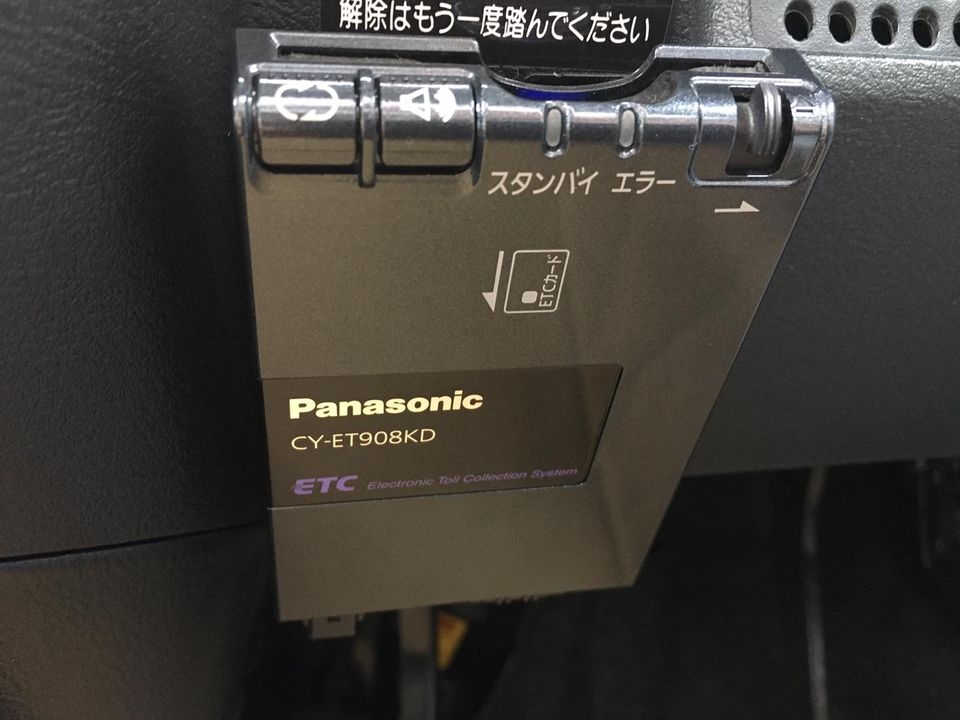 解除はもう一度踏んでください
スタンバイ エラー
ETCカード
Panasonic
CY-ET908KD
ETC Electronic Toll Collection System